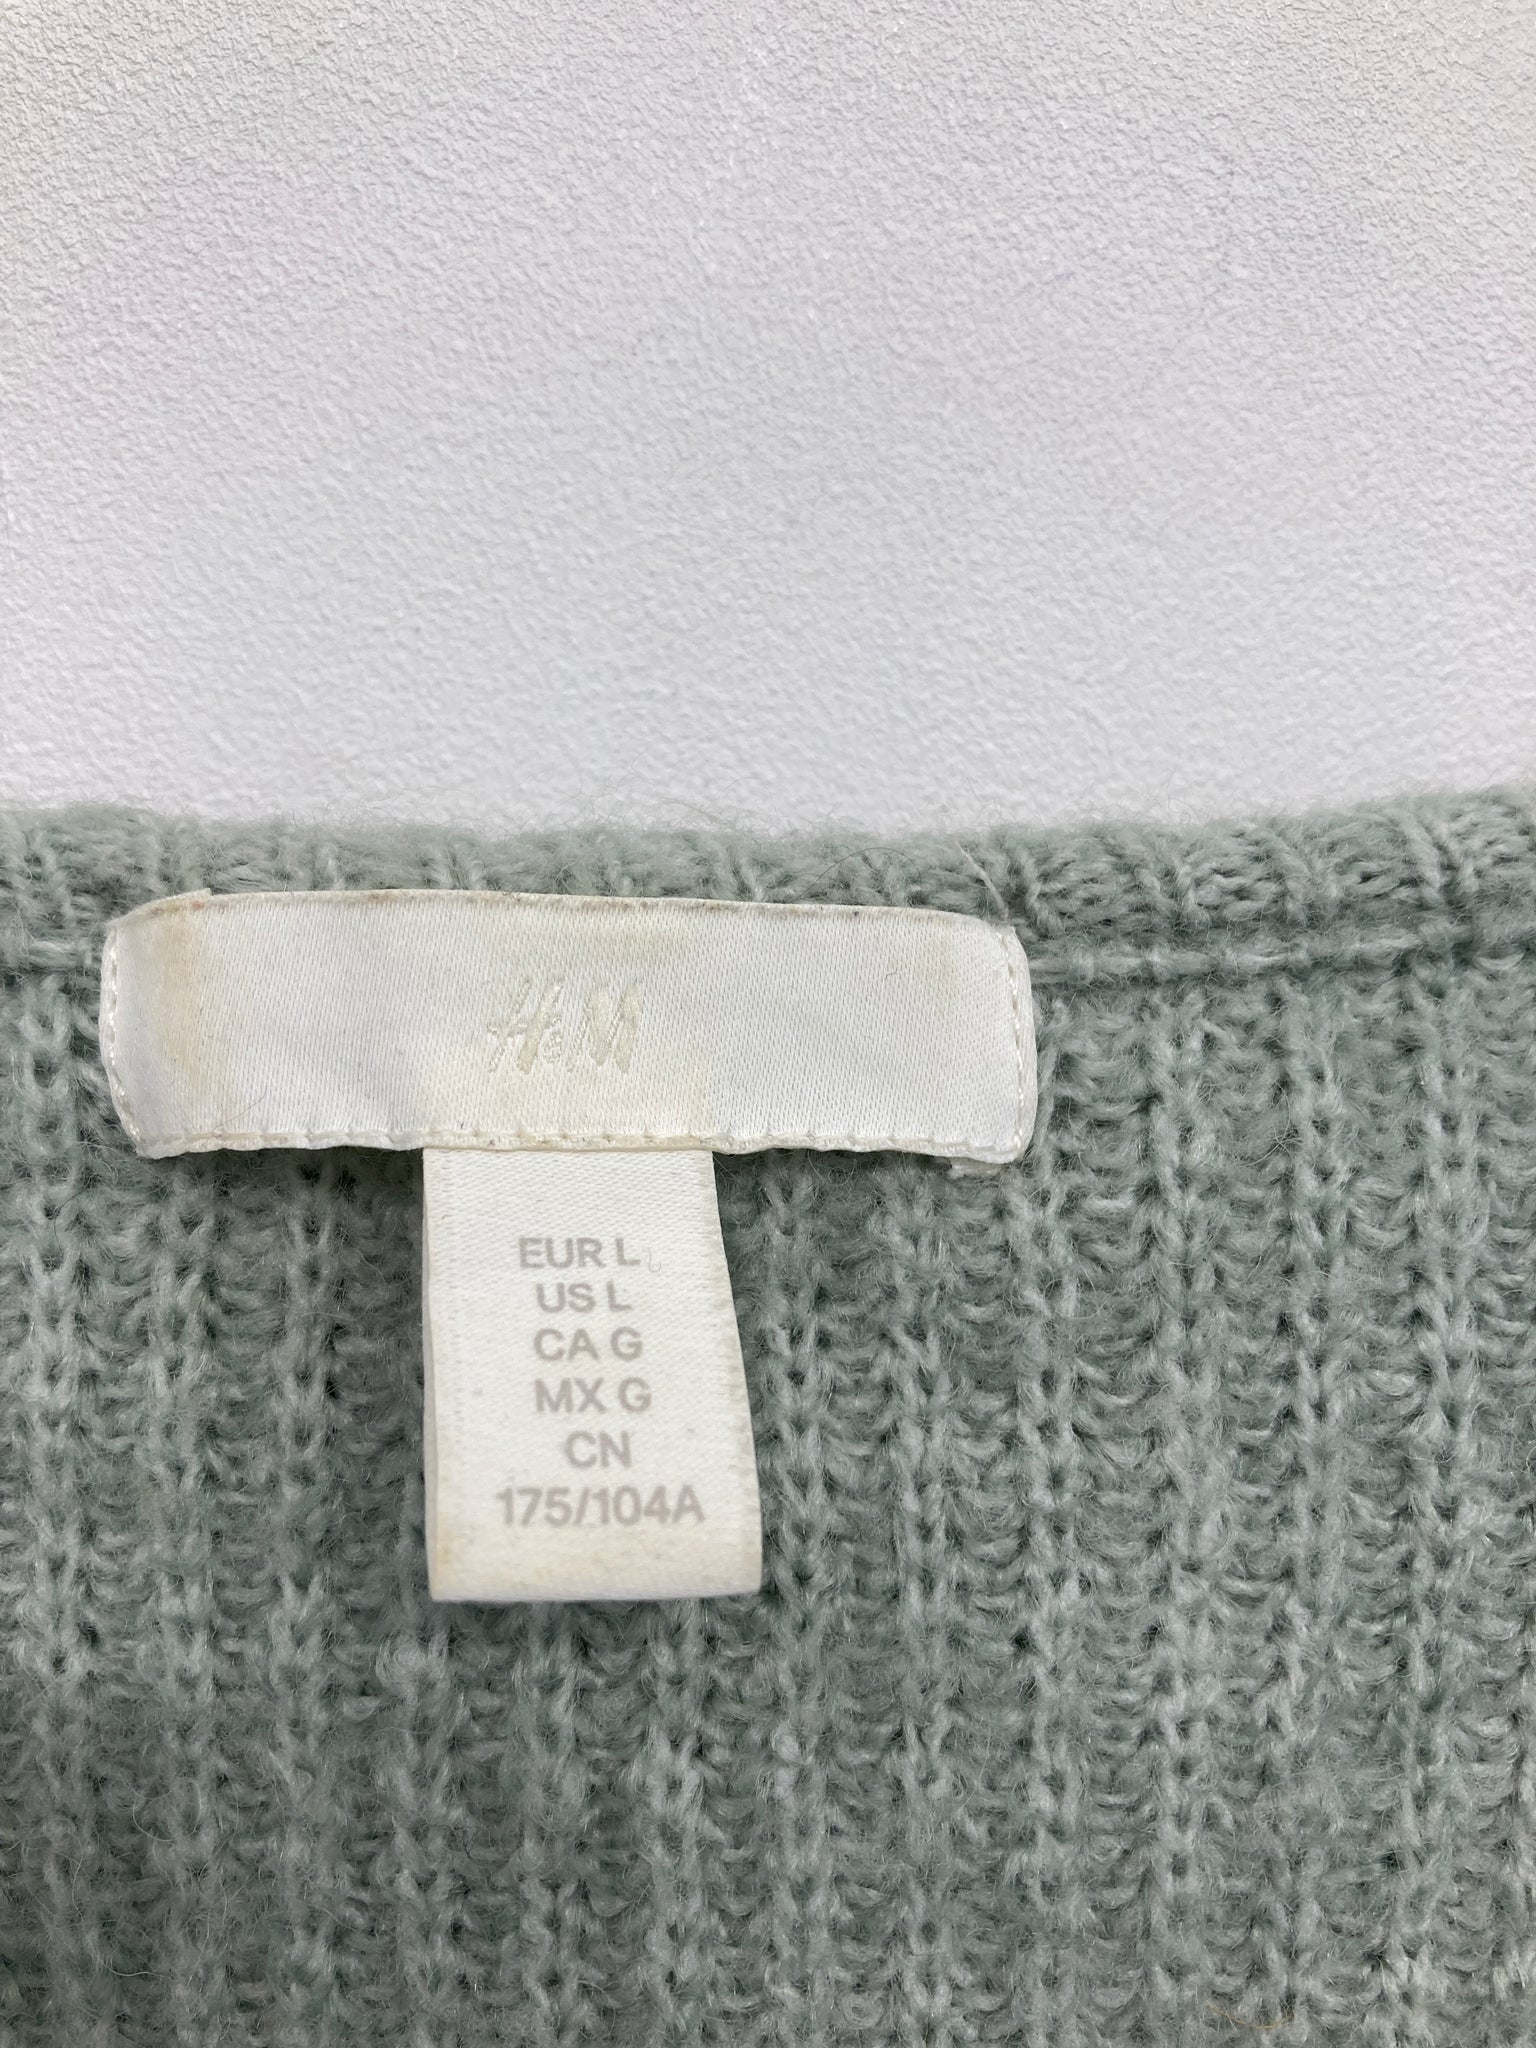 H&M
EUR L
US L
CA G
MX G
CN
175/104A